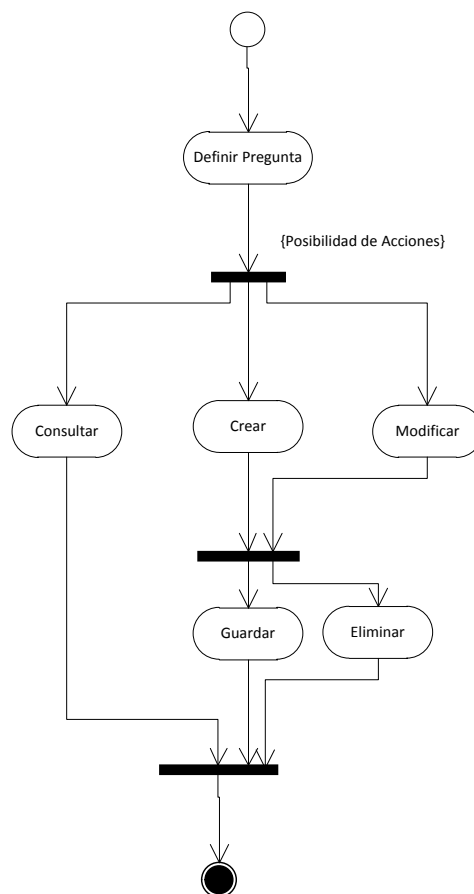 Definir Pregunta
{Posibilidad de Acciones}
Consultar
Crear
Modificar
Guardar
Eliminar